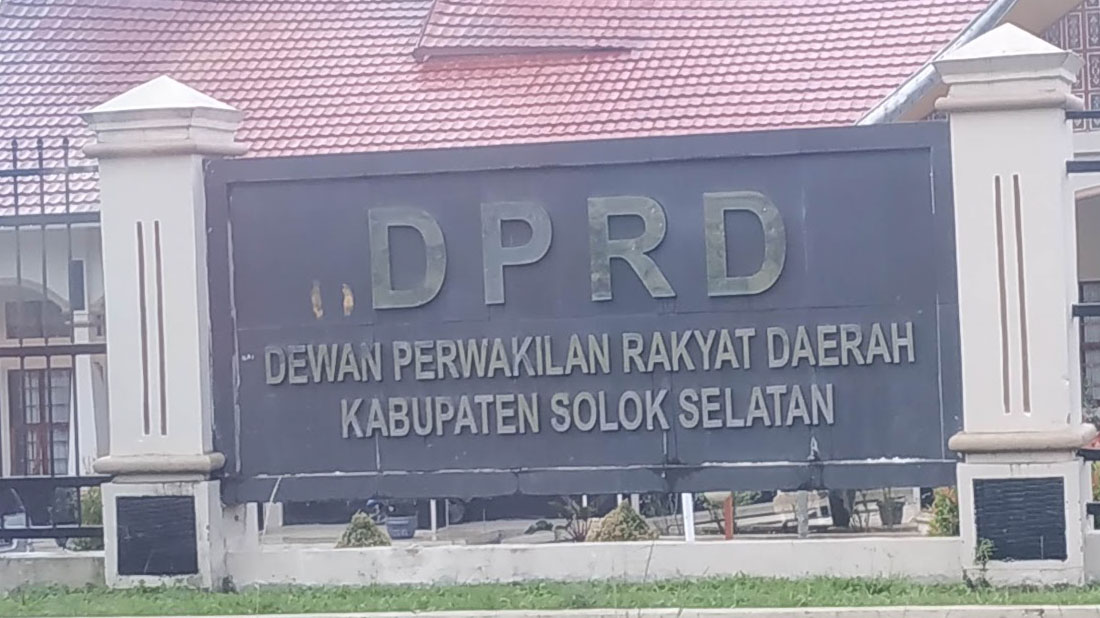 DPRD
DEWAN PERWAKILAN RAKYAT DAERAH
KABUPATEN SOLOK SELATAN